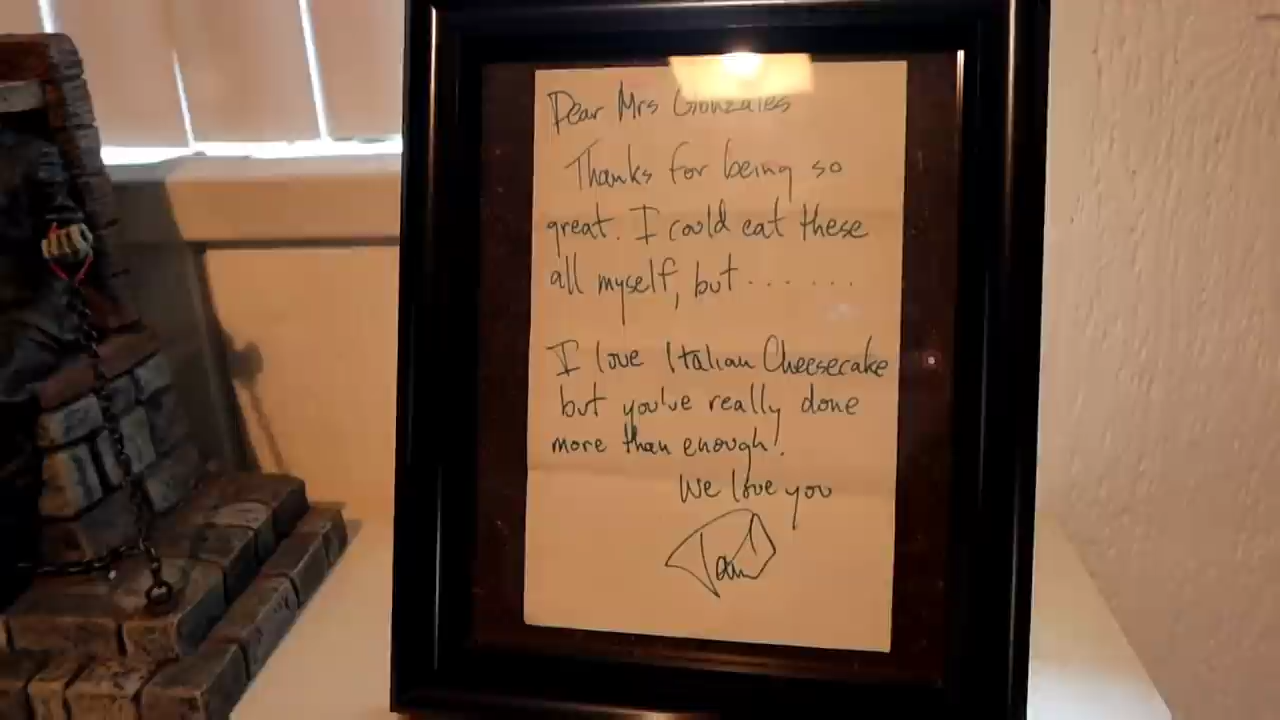 Dear Mrs Gonzales
Thanks for being so
great. I could eat these
all myself, but.......
I love Italian Cheesecake
but you've really done
more than enough!
We love you